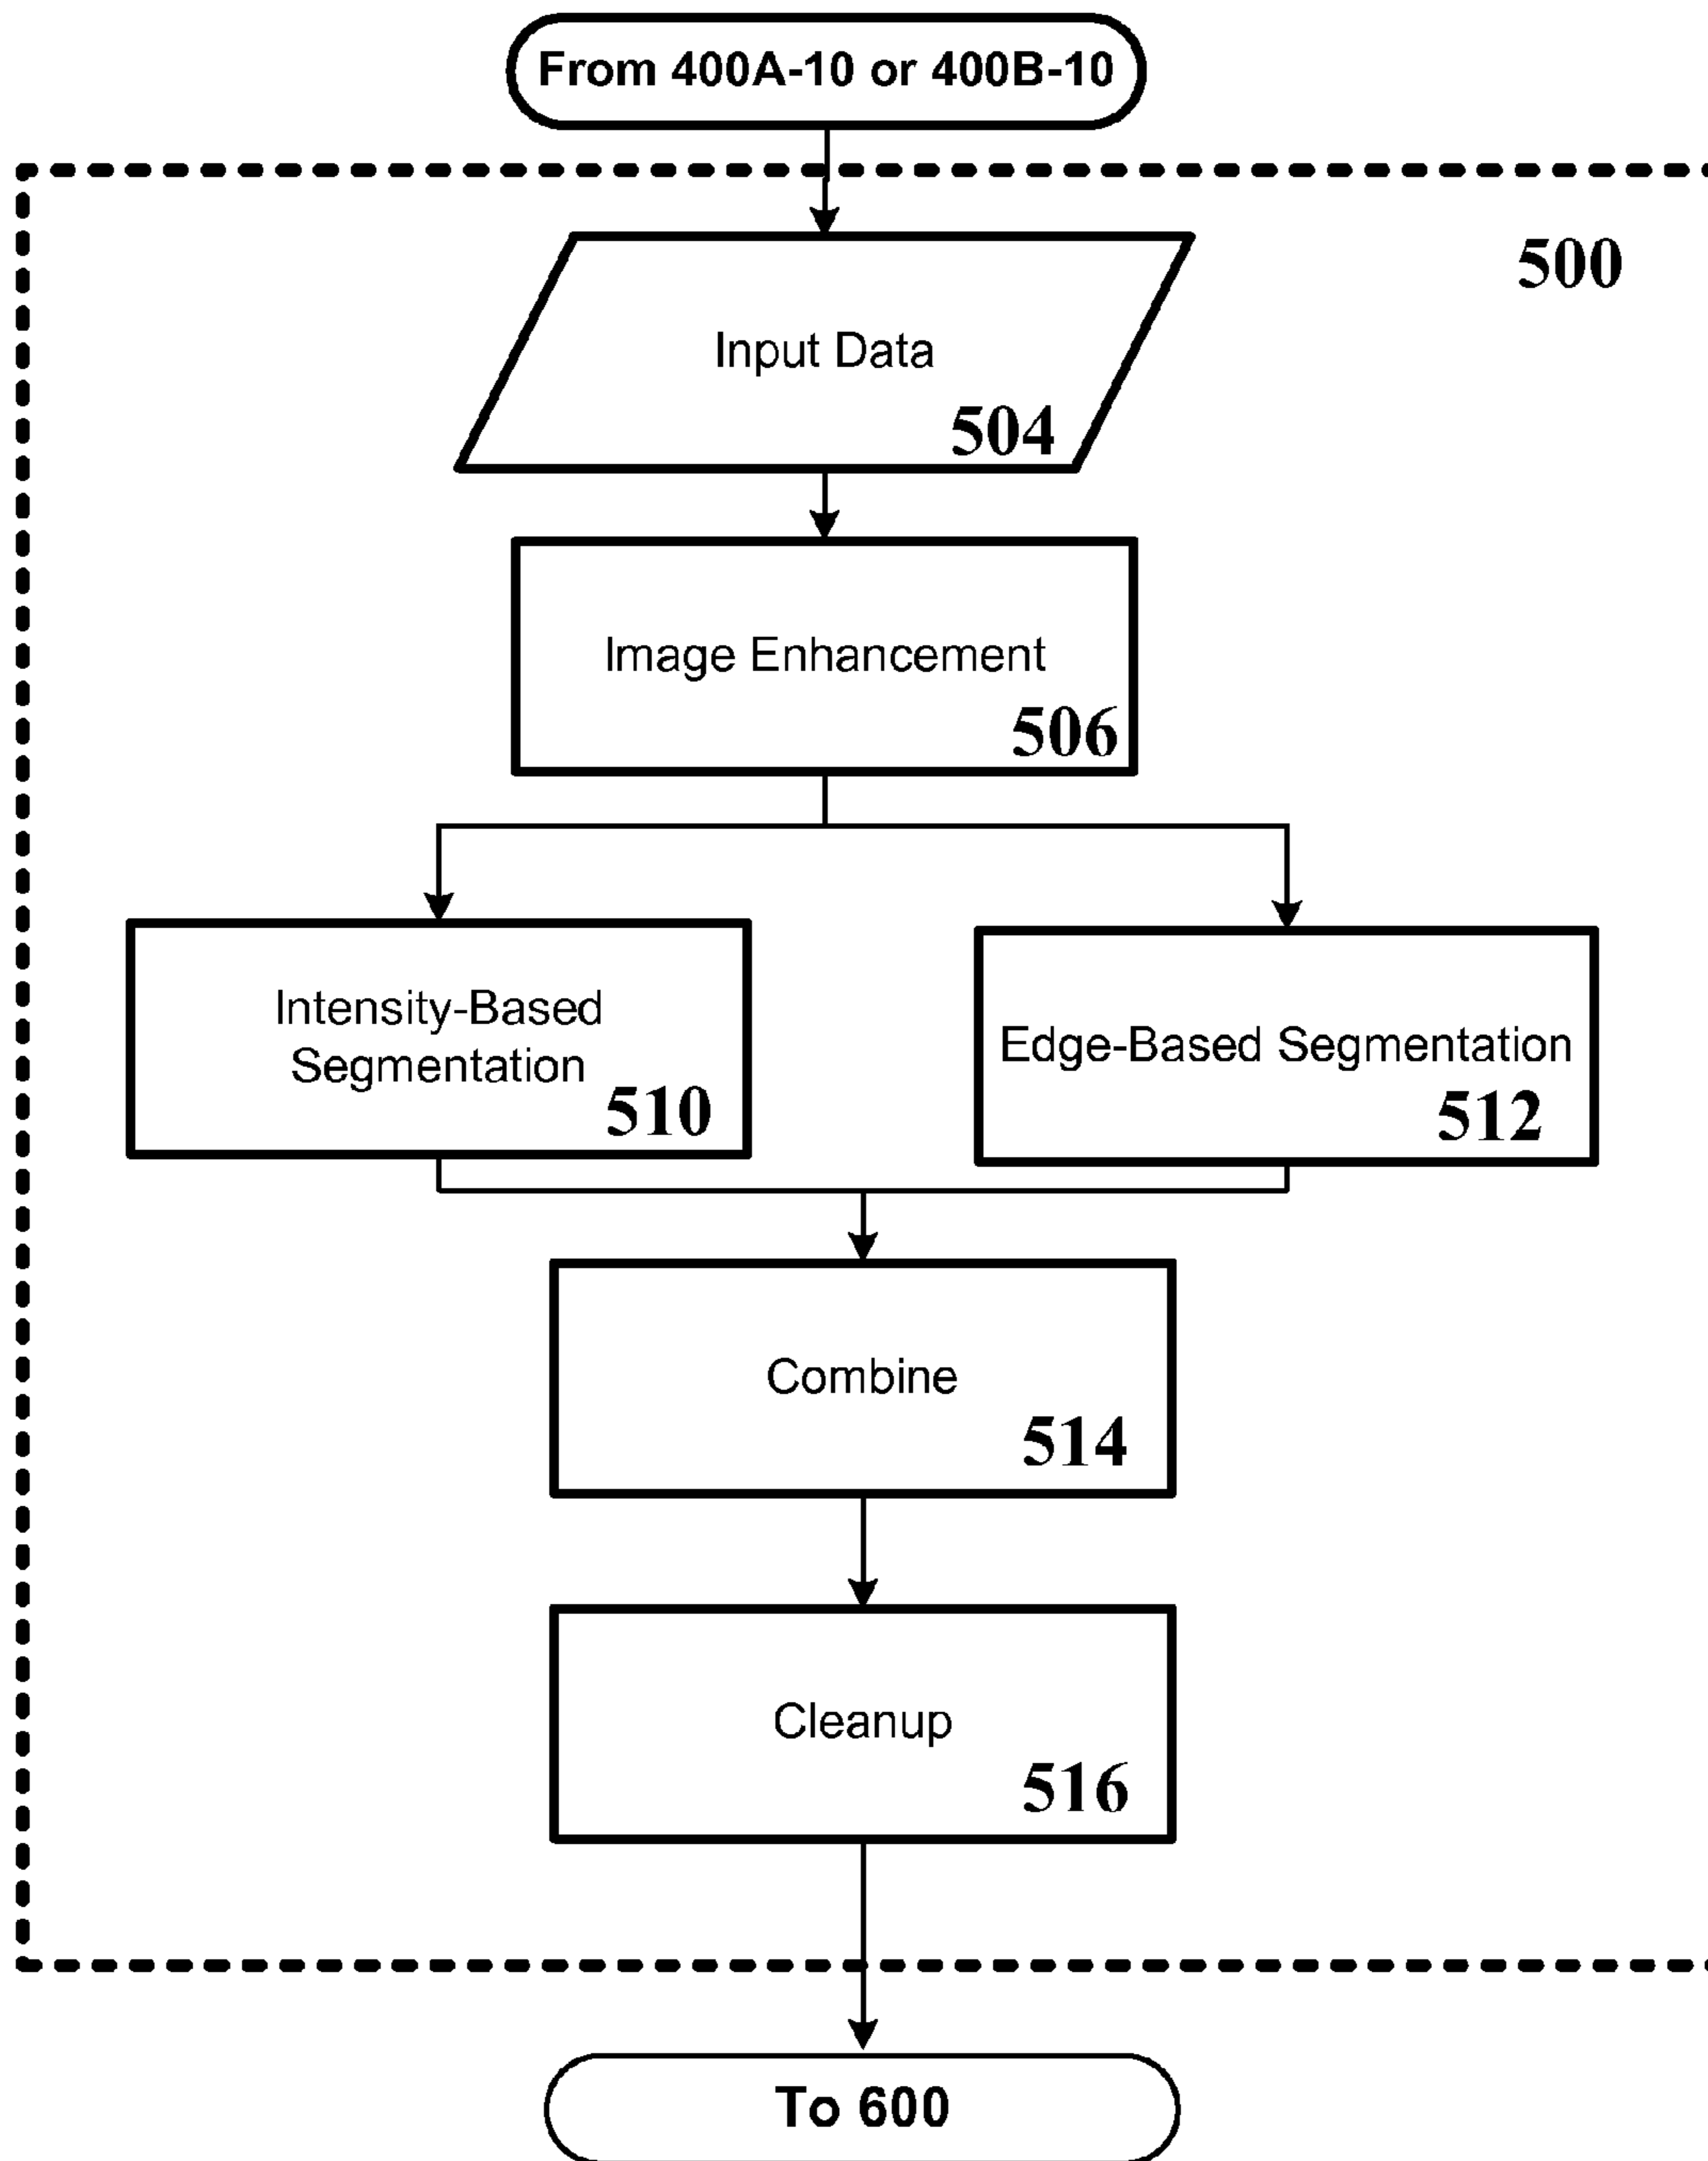 From 400A-10 or 400B-10
500
Input Data
504
Image Enhancement
506
Intensity-Based
Segmentation
510
Edge-Based Segmentation
512
Combine
514
Cleanup
516
To 600